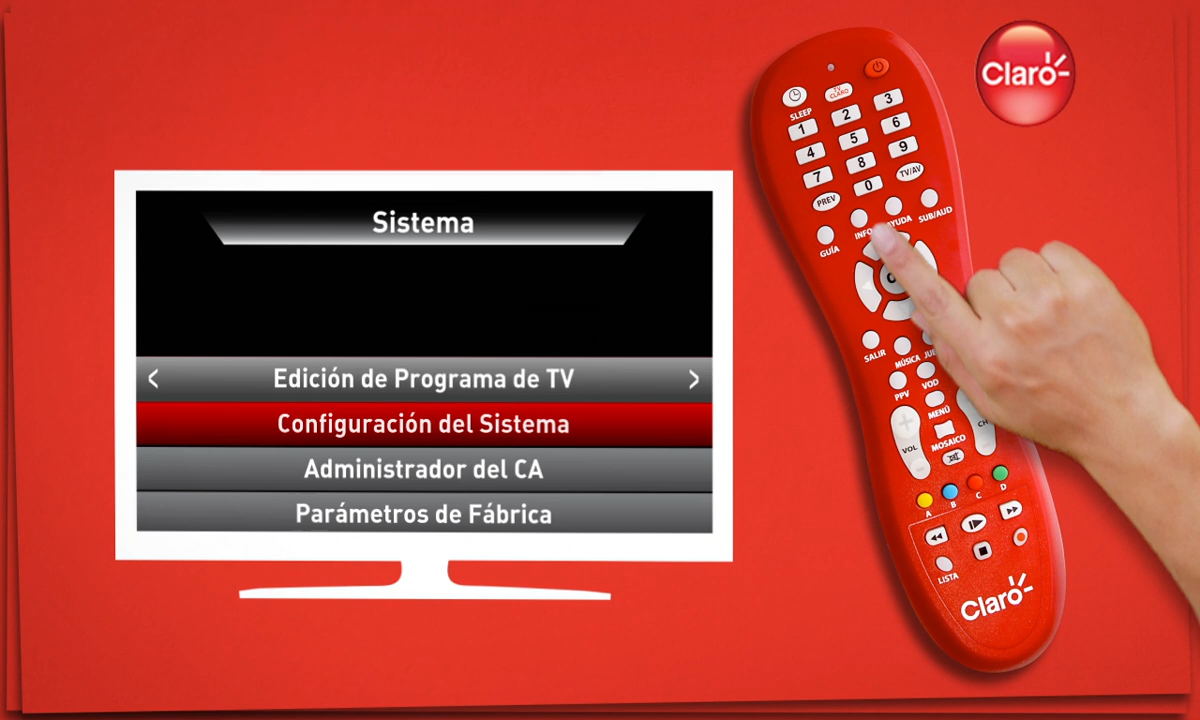 Claro
Sistema
Edición de Programa de TV
Configuración del Sistema
Administrador del CA
Parámetros de Fábrica
TV
CLARO
SLEEP
1 2 3
4 5 6
7 8 9
PREV 0 TV/AV
GUÍA INFO AYUDA SUB/AUD
SALIR MÚSICA
PPV VOD
MENÚ
VOL CH
MOSAICO
A B C D
LISTA
Claro